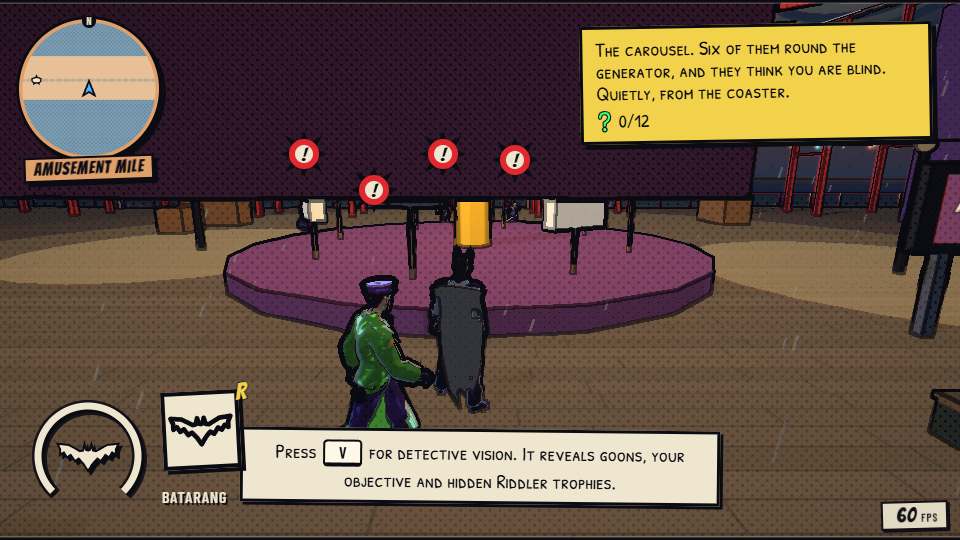 N
AMUSEMENT MILE
THE CAROUSEL. SIX OF THEM ROUND THE
GENERATOR, AND THEY THINK YOU ARE BLIND.
QUIETLY, FROM THE COASTER.
? 0/12
!
!
!
!
R
BATARANG
PRESS V FOR DETECTIVE VISION. IT REVEALS GOONS, YOUR
OBJECTIVE AND HIDDEN RIDDLER TROPHIES.
60 FPS